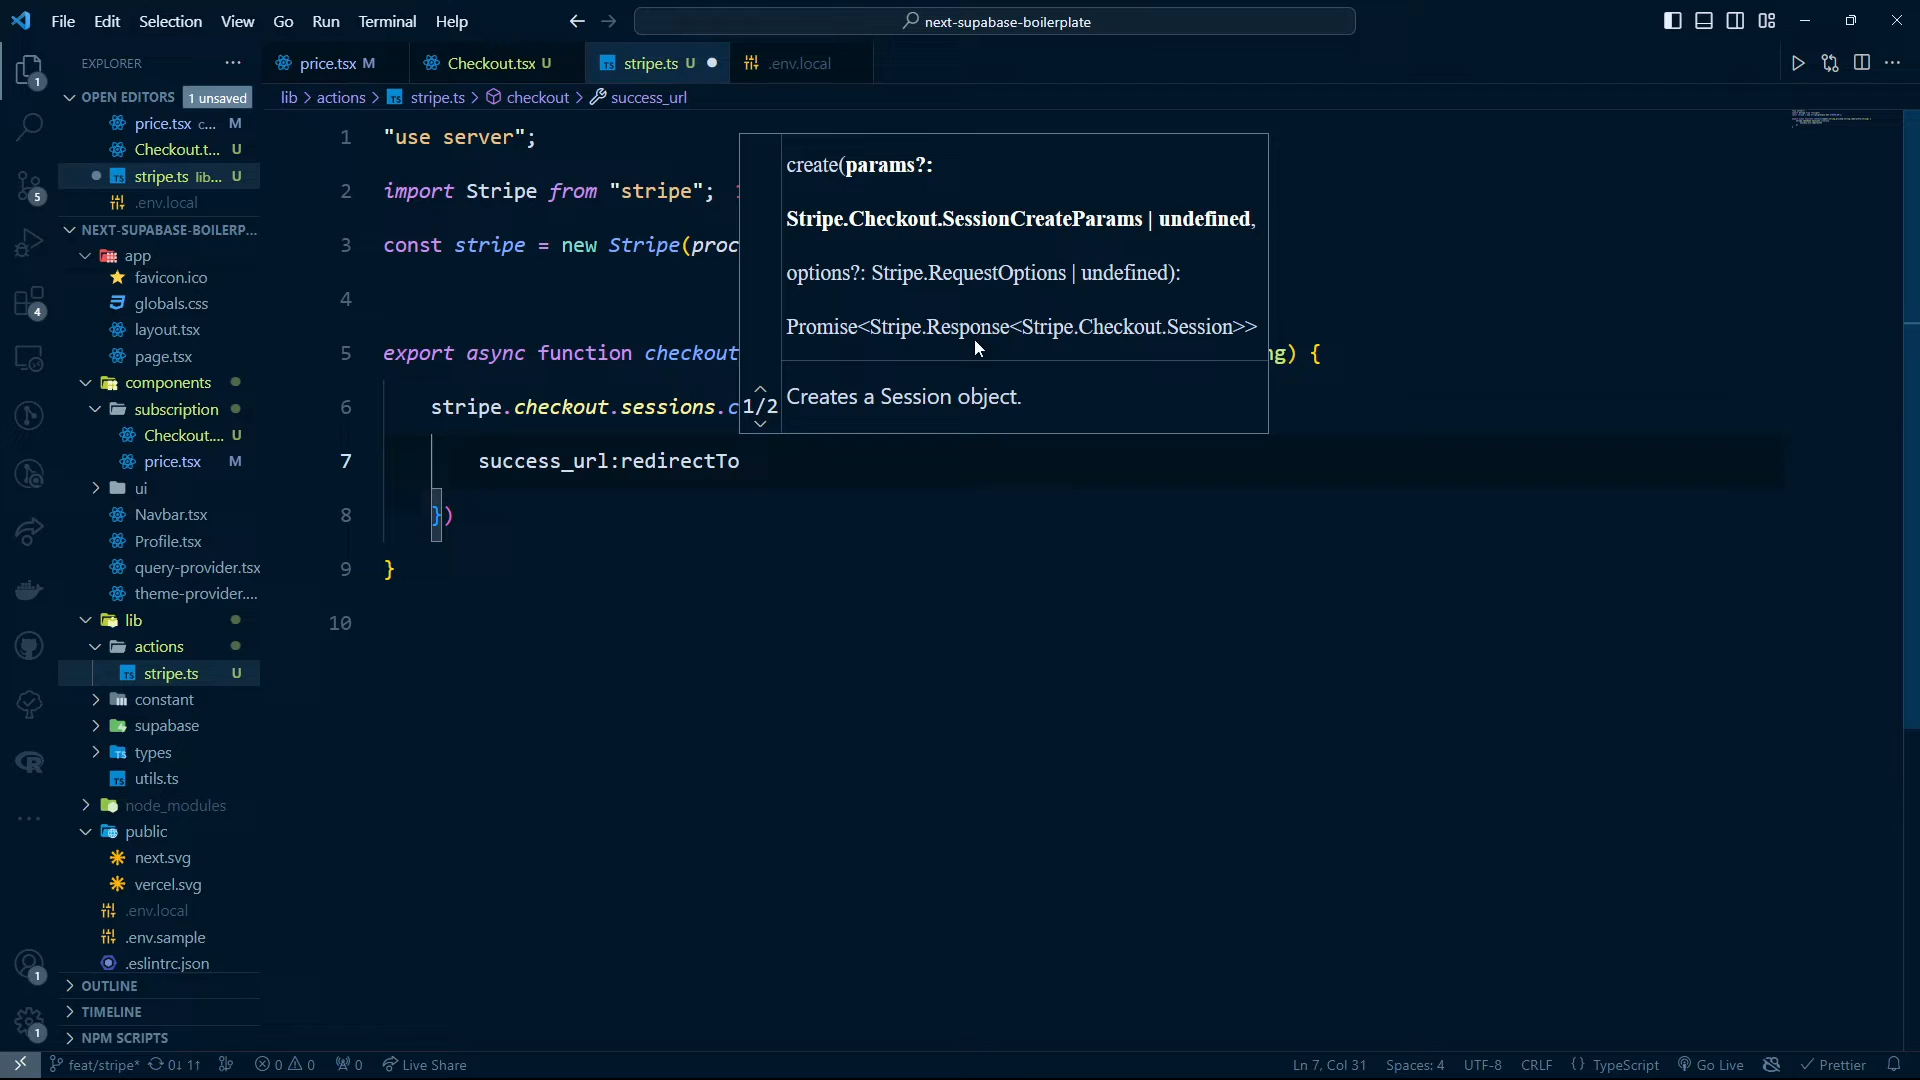 File Edit Selection View Go Run Terminal Help
next-supabase-boilerplate
EXPLORER
price.tsx M
Checkout.tsx U
stripe.ts U
.env.local
OPEN EDITORS 1 unsaved
lib > actions > stripe.ts > checkout > success_url
price.tsx c... M
Checkout.t... U
stripe.ts lib... U
.env.local
NEXT-SUPABASE-BOILERP...
app
favicon.ico
globals.css
layout.tsx
page.tsx
components
subscription
Checkout.... U
price.tsx M
ui
Navbar.tsx
Profile.tsx
query-provider.tsx
theme-provider....
lib
actions
stripe.ts U
constant
supabase
types
utils.ts
node_modules
public
next.svg
vercel.svg
.env.local
.env.sample
.eslintrc.json
OUTLINE
TIMELINE
NPM SCRIPTS
1 "use server";
2 import Stripe from "stripe";
3 const stripe = new Stripe(proc
4
5 export async function checkout
g) {
6 stripe.checkout.sessions.c
7 success_url:redirectTo
8 })
9 }
10
create(params?:
Stripe.Checkout.SessionCreateParams | undefined,
options?: Stripe.RequestOptions | undefined):
Promise<Stripe.Response<Stripe.Checkout.Session>>
1/2
Creates a Session object.
1
5
4
1
1
feat/stripe* 0↓ 1↑ 0 0 0 Live Share
Ln 7, Col 31 Spaces: 4 UTF-8 CRLF {} TypeScript Go Live Prettier